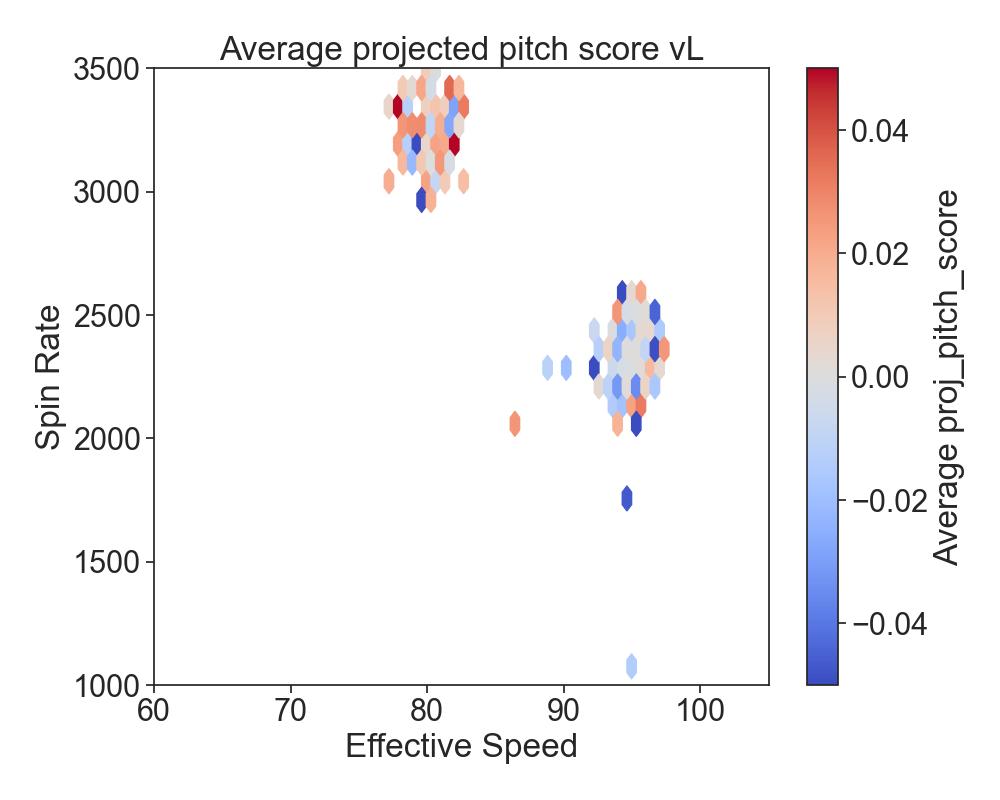 Average projected pitch score vL
3500
3000
2500
2000
1500
1000
Spin Rate
60 70 80 90 100
Effective Speed
0.04
0.02
0.00
−0.02
−0.04
Average proj_pitch_score